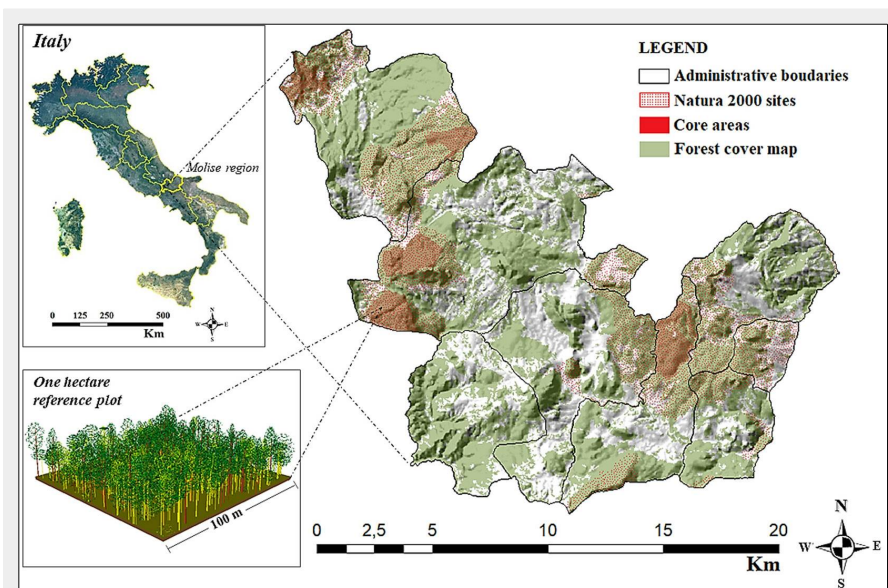 Italy
Molise region
0 125 250 500
Km
N
W E
S
One hectare
reference plot
100 m
LEGEND
Administrative boudaries
Natura 2000 sites
Core areas
Forest cover map
0 2,5 5 10 15 20
Km
N
W E
S